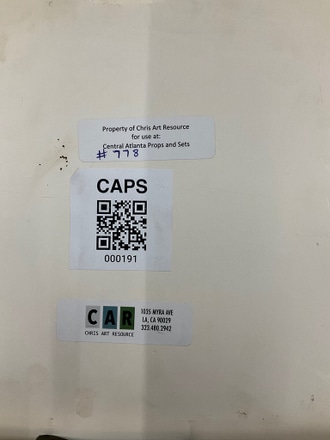 Property of Chris Art Resource
for use at:
Central Atlanta Props and Sets
# 778
CAPS
000191
CAR
1035 MYRA AVE
LA, CA 90029
323.480.2942
CHRIS ART RESOURCE